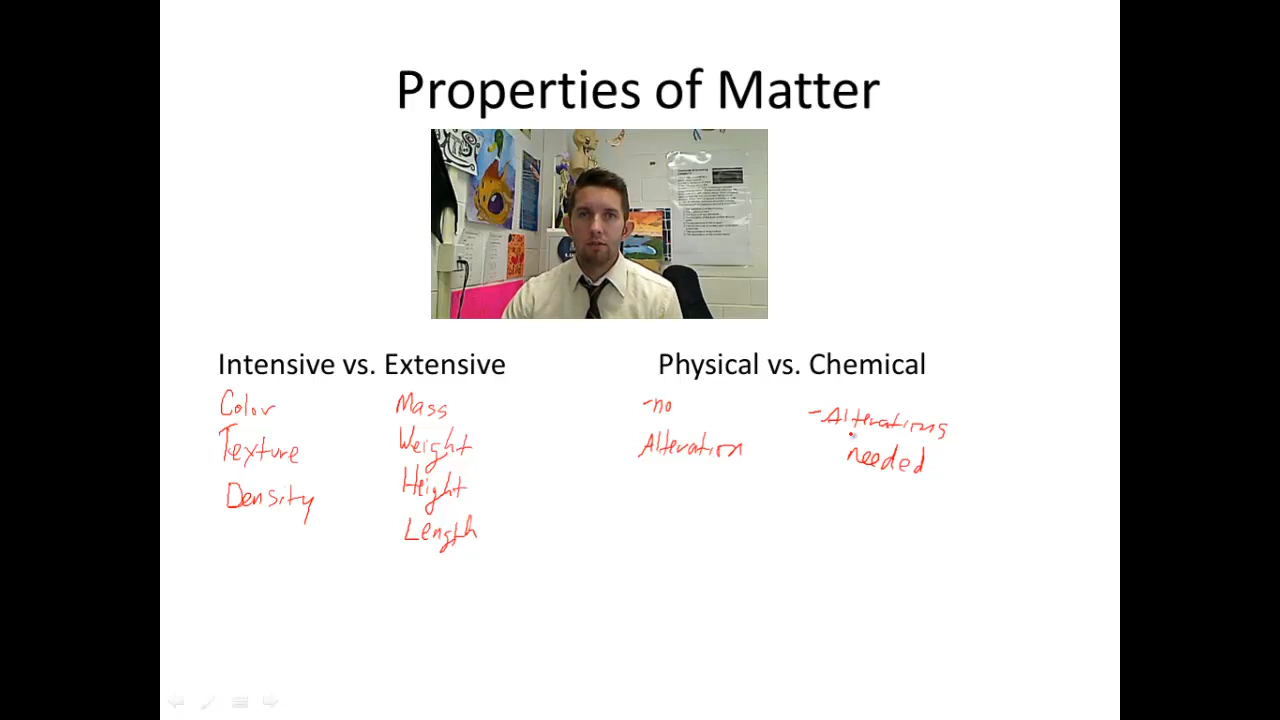 Properties of Matter
Intensive vs. Extensive
Color
Texture
Density
Mass
Weight
Height
Length
Physical vs. Chemical
-no
Alteration
-Alterations
needed